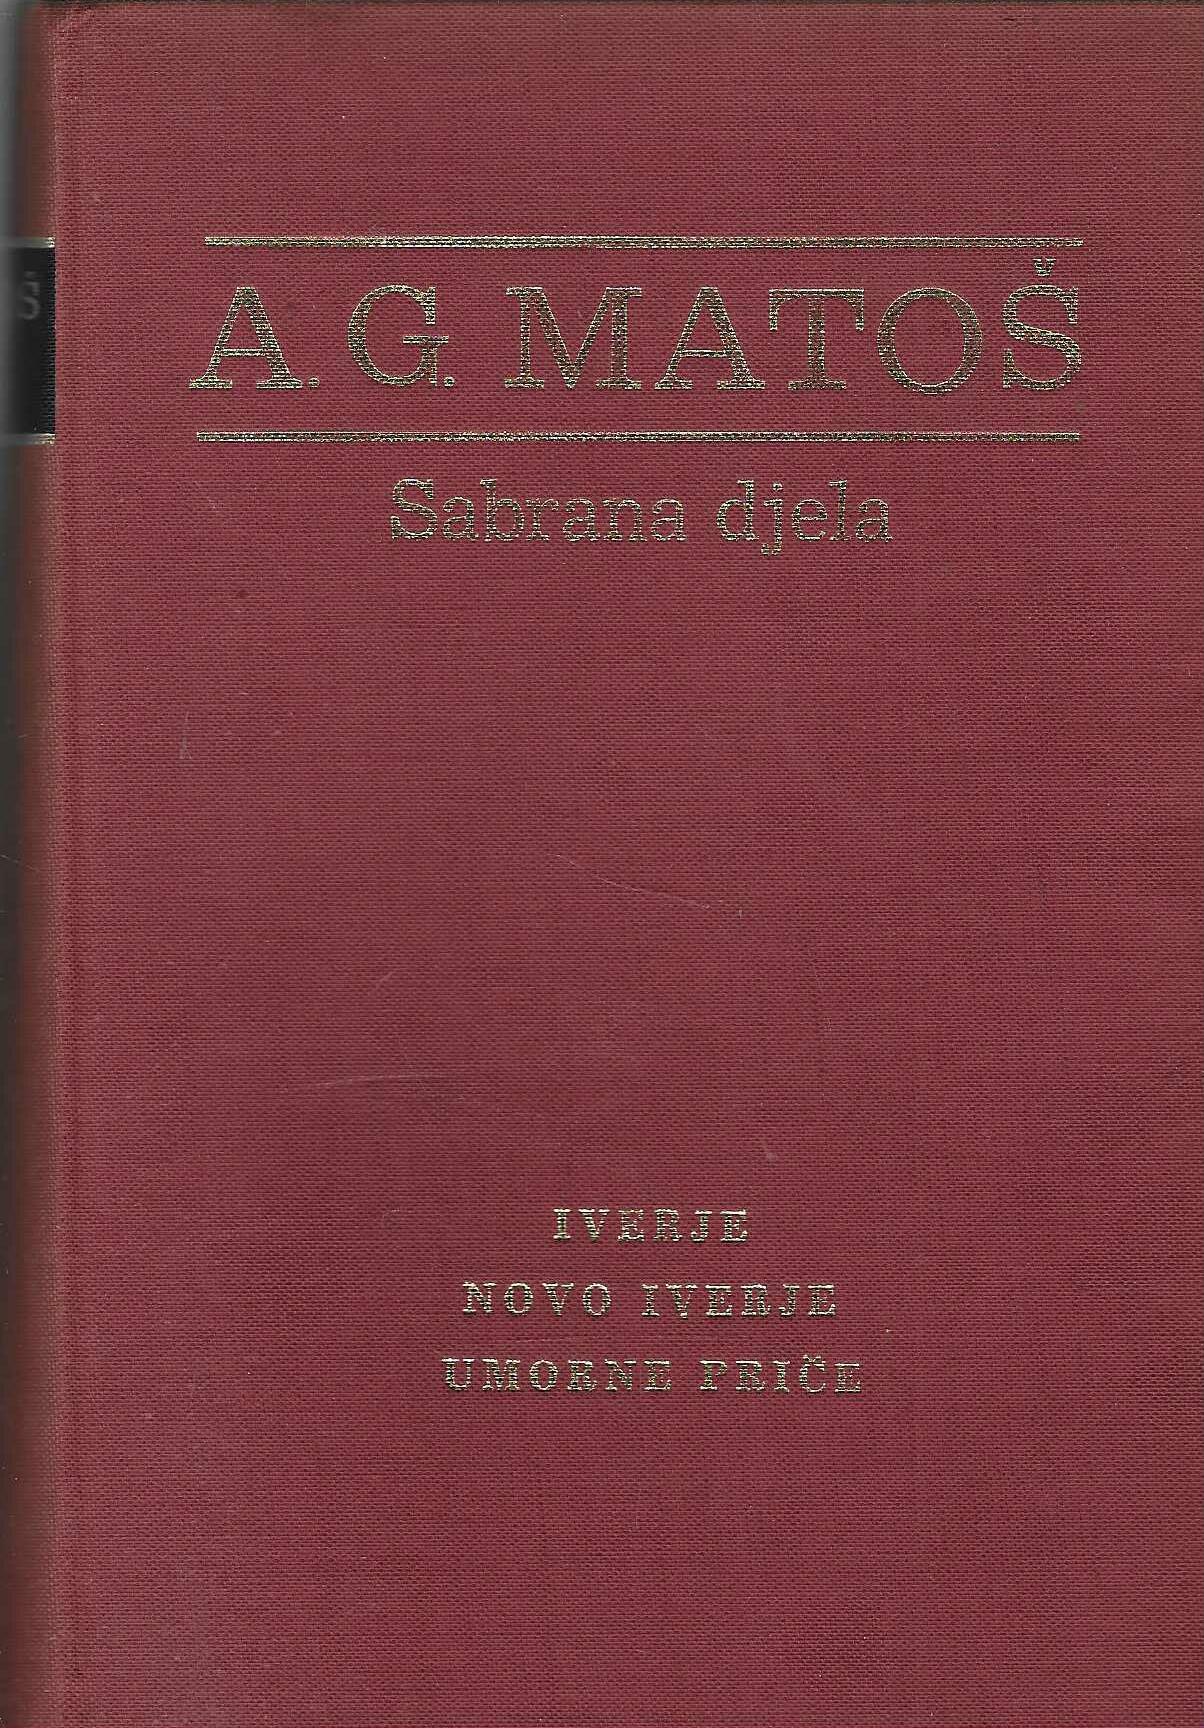 A. G. MATOŠ
Sabrana djela
IVERJE
NOVO IVERJE
UMORNE PRIČE